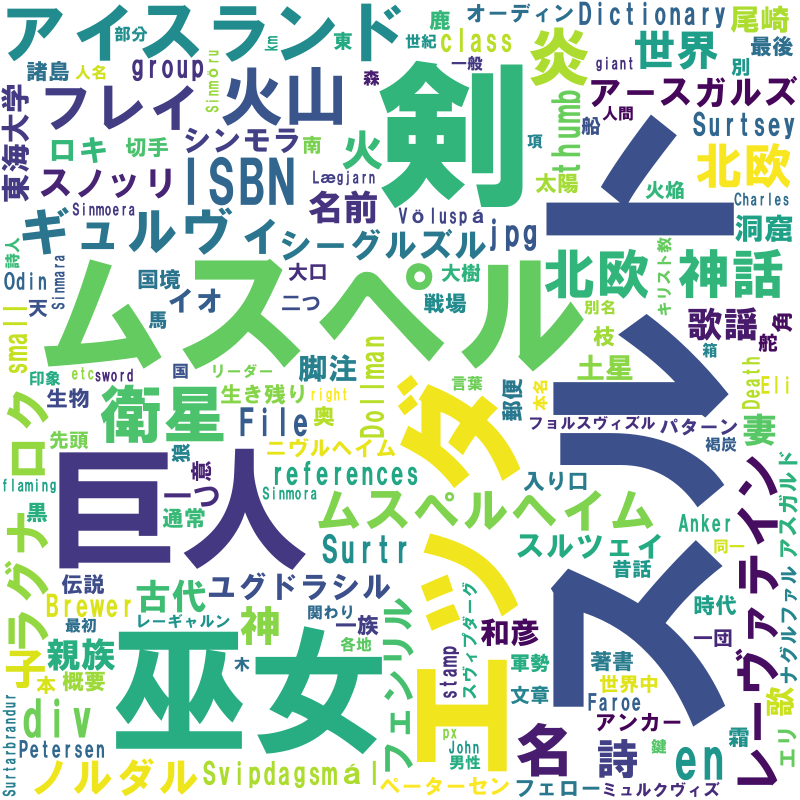 アイスランド
部分
Sinmöru
km
東
鹿
世紀
オーディン
Dictionary
尾崎
最後
諸島
人名
group
class
一般
giant
炎
世界
別
東海大学
フレイ
火山
森
剣
thumb
船
人間
アースガルズ
Surtsey
ロキ
切手
シンモラ
南
火
項
北欧
スノッリ
ISBN
Lægjarn
太陽
火焔
Charles
Sinmoera
名前
Völuspá
洞窟
ギュルヴィ
シーグルズル
jpg
詩人
Odin
天
Sinmara
国境
大口
大樹
北欧
神話
キリスト教
small
馬
イオ
二つ
戦場
別名
枝
歌謡
舵
角
箱
ムスペル
スルト
etc
sword
国
リーダー
脚注
Dollman
言葉
郵便
本名
土星
Death
Eli
印象
生物
生き残り
right
フョルスヴィズル
パターン
妻
褐炭
ロク
先頭
衛星
File
奥
ニヴルヘイム
エッダ
flaming
巨人
狼
意
一つ
references
入り口
黒
通常
Sinmora
ムスペルヘイム
Anker
同一
ラグナ
伝説
Surtr
スルツェイ
昔話
レーヴァテイン
アスガルド
ナグルファル
Brewer
古代
ユグドラシル
時代
最初
レーギャルン
神
関わり
一族
フェンリル
スヴィプダーグ
和彦
一団
子
親族
巫女
各地
stamp
軍勢
著書
本
概要
木
文章
世界中
歌
Faroe
div
px
名
アンカー
霜
エリ
Surtarbrandur
Petersen
John
男性
詩
鍵
en
ノルダル
Svipdagsmál
ペーターセン
フェロー
ミュルクヴィズ